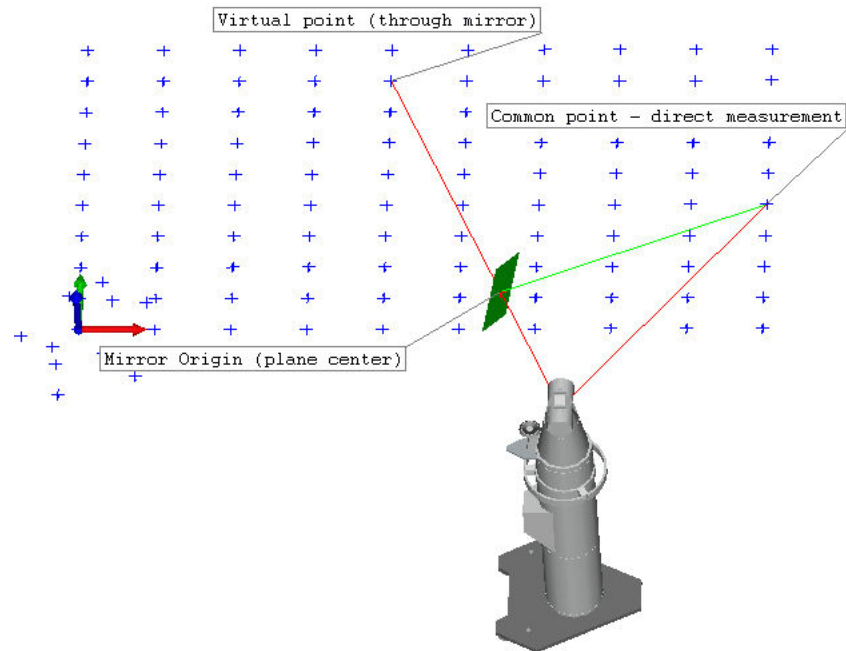 Virtual point (through mirror)
Common point - direct measurement
Mirror Origin (plane center)